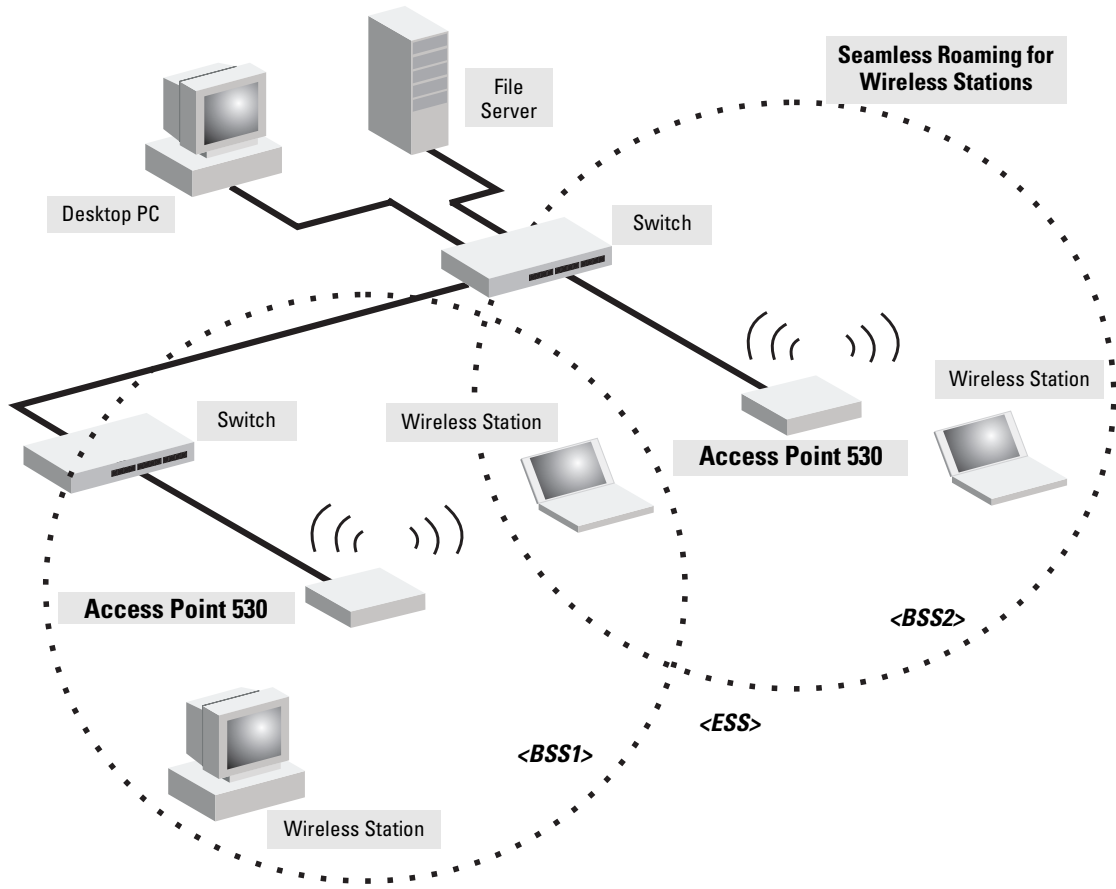 Seamless Roaming for
Wireless Stations
File
Server
Desktop PC
Switch
Wireless Station
Switch
Wireless Station
Access Point 530
Access Point 530
<BSS2>
<ESS>
<BSS1>
Wireless Station